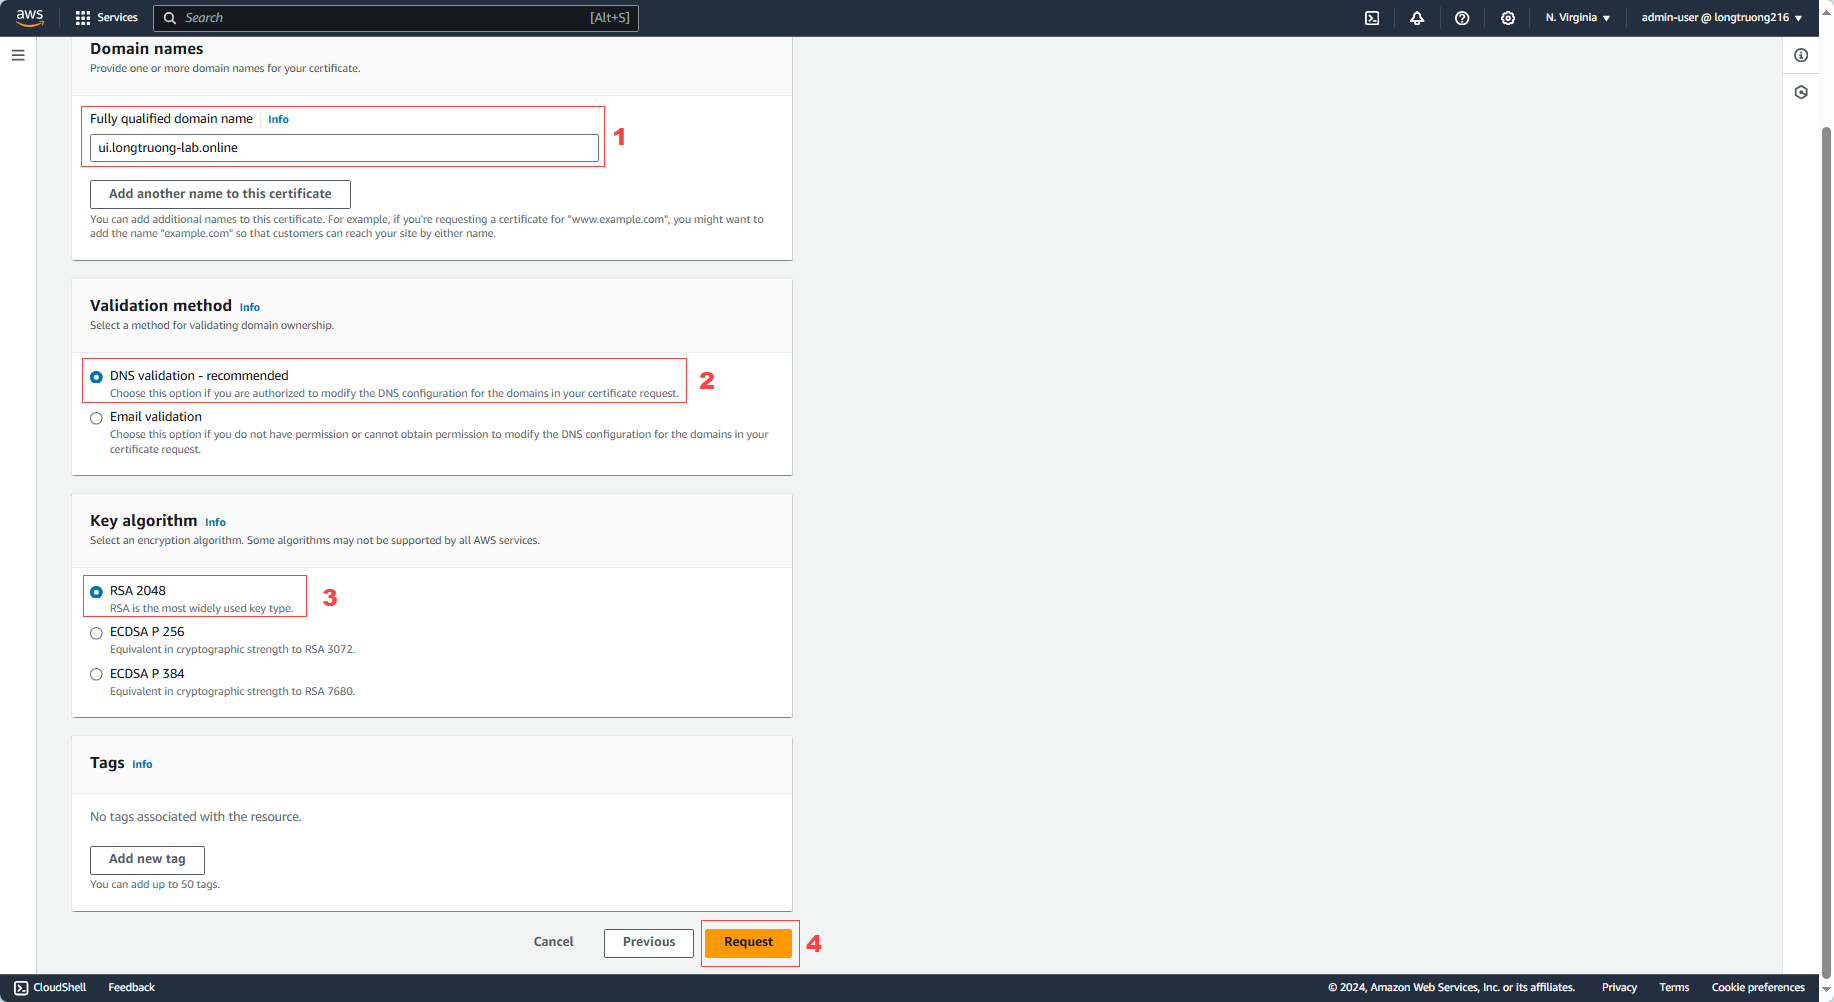 aws Services Search [Alt+S] N. Virginia admin-user @ longtruong216
Domain names
Provide one or more domain names for your certificate.
Fully qualified domain name Info
ui.longtruong-lab.online
1
Add another name to this certificate
You can add additional names to this certificate. For example, if you're requesting a certificate for "www.example.com", you might want to
add the name "example.com" so that customers can reach your site by either name.
Validation method Info
Select a method for validating domain ownership.
DNS validation - recommended
Choose this option if you are authorized to modify the DNS configuration for the domains in your certificate request.
2
Email validation
Choose this option if you do not have permission or cannot obtain permission to modify the DNS configuration for the domains in your
certificate request.
Key algorithm Info
Select an encryption algorithm. Some algorithms may not be supported by all AWS services.
RSA 2048
RSA is the most widely used key type.
3
ECDSA P 256
Equivalent in cryptographic strength to RSA 3072.
ECDSA P 384
Equivalent in cryptographic strength to RSA 7680.
Tags Info
No tags associated with the resource.
Add new tag
You can add up to 50 tags.
Cancel Previous Request 4
CloudShell Feedback © 2024, Amazon Web Services, Inc. or its affiliates. Privacy Terms Cookie preferences